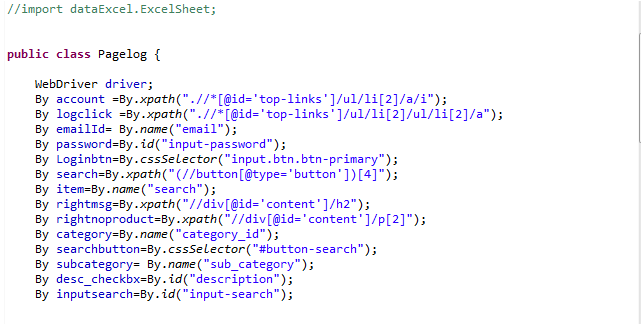 //import dataExcel.ExcelSheet;
public class Pagelog {
WebDriver driver;
By account =By.xpath(".//*[@id='top-links']/ul/li[2]/a/i");
By logclick =By.xpath(".//*[@id='top-links']/ul/li[2]/ul/li[2]/a");
By emailId= By.name("email");
By password=By.id("input-password");
By Loginbtn=By.cssSelector("input.btn.btn-primary");
By search=By.xpath("(//button[@type='button'])[4]");
By item=By.name("search");
By rightmsg=By.xpath("//div[@id='content']/h2");
By rightnoproduct=By.xpath("//div[@id='content']/p[2]");
By category=By.name("category_id");
By searchbutton=By.cssSelector("#button-search");
By subcategory= By.name("sub_category");
By desc_checkbx=By.id("description");
By inputsearch=By.id("input-search");